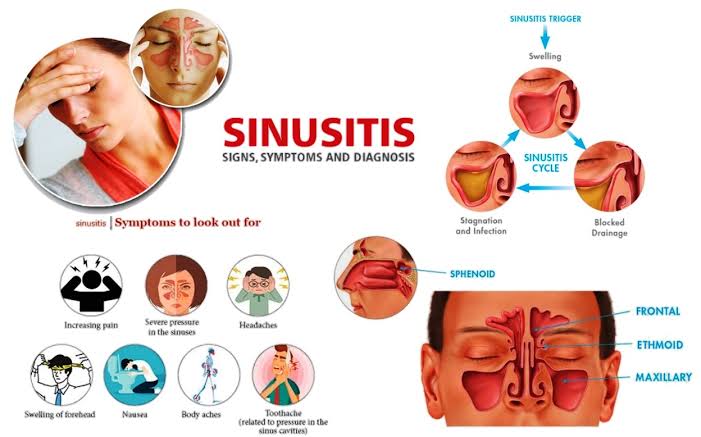 SINUSITIS
SIGNS, SYMPTOMS AND DIAGNOSIS
sinusitis | Symptoms to look out for
Increasing pain
Severe pressure
in the sinuses
Headaches
Swelling of forehead
Nausea
Body aches
Toothache
(related to pressure in the
sinus cavities)
SINUSITIS TRIGGER
Swelling
SINUSITIS
CYCLE
Stagnation
and Infection
Blocked
Drainage
SPHENOID
FRONTAL
ETHMOID
MAXILLARY